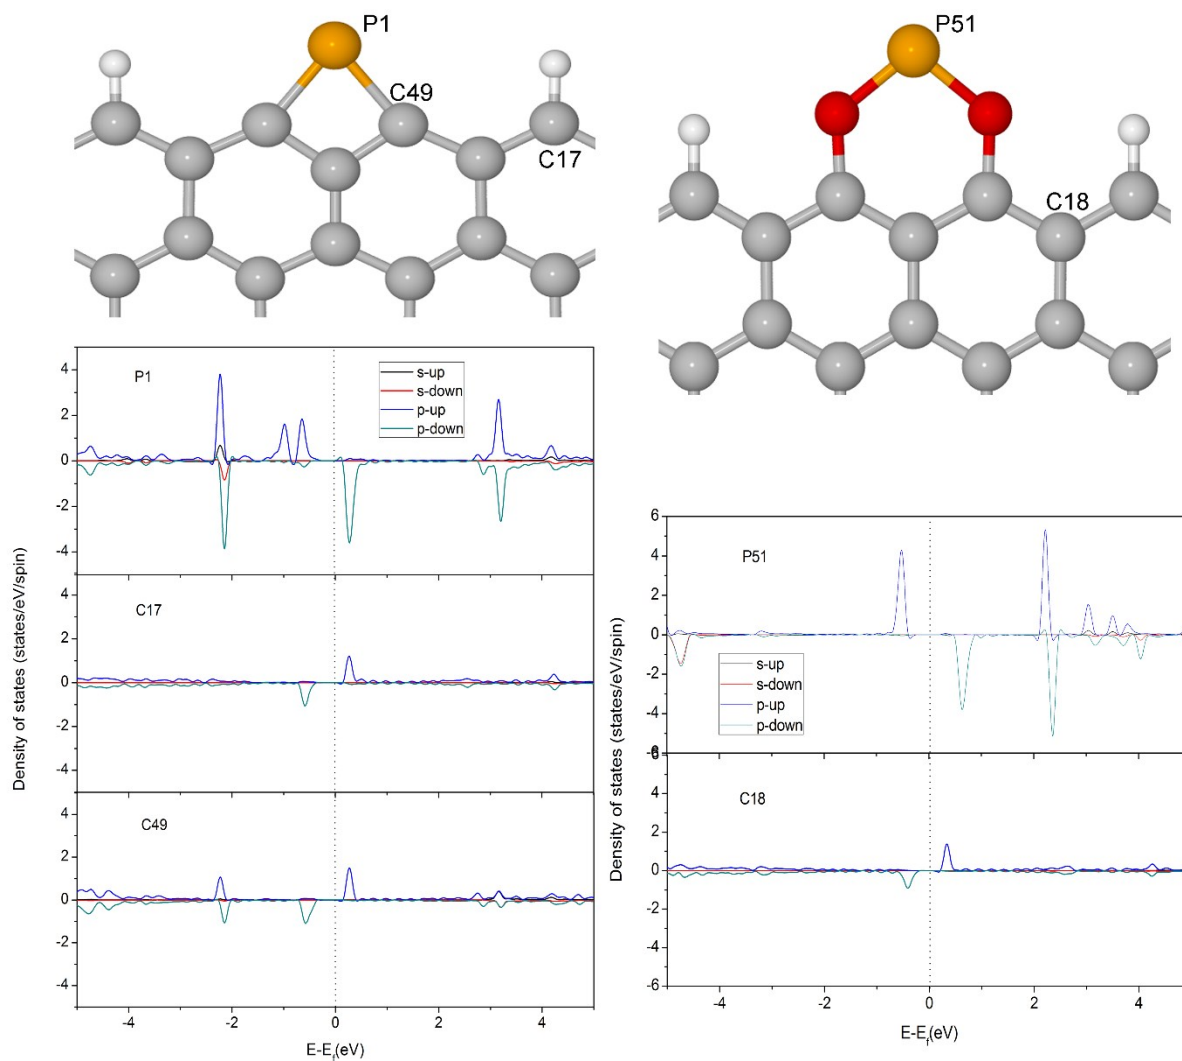 P1
C49
C17
P1
s-up
s-down
p-up
p-down
4
2
0
-2
-4
C17
4
2
0
-2
-4
C49
4
2
0
-2
-4
-4 -2 0 2 4
Density of states (states/eV/spin)
E-Ef(eV)
P51
C18
P51
s-up
s-down
p-up
p-down
6
4
2
0
-2
-4
-6
C18
6
4
2
0
-2
-4
-6
-4 -2 0 2 4
Density of states (states/eV/spin)
E-Ef(eV)